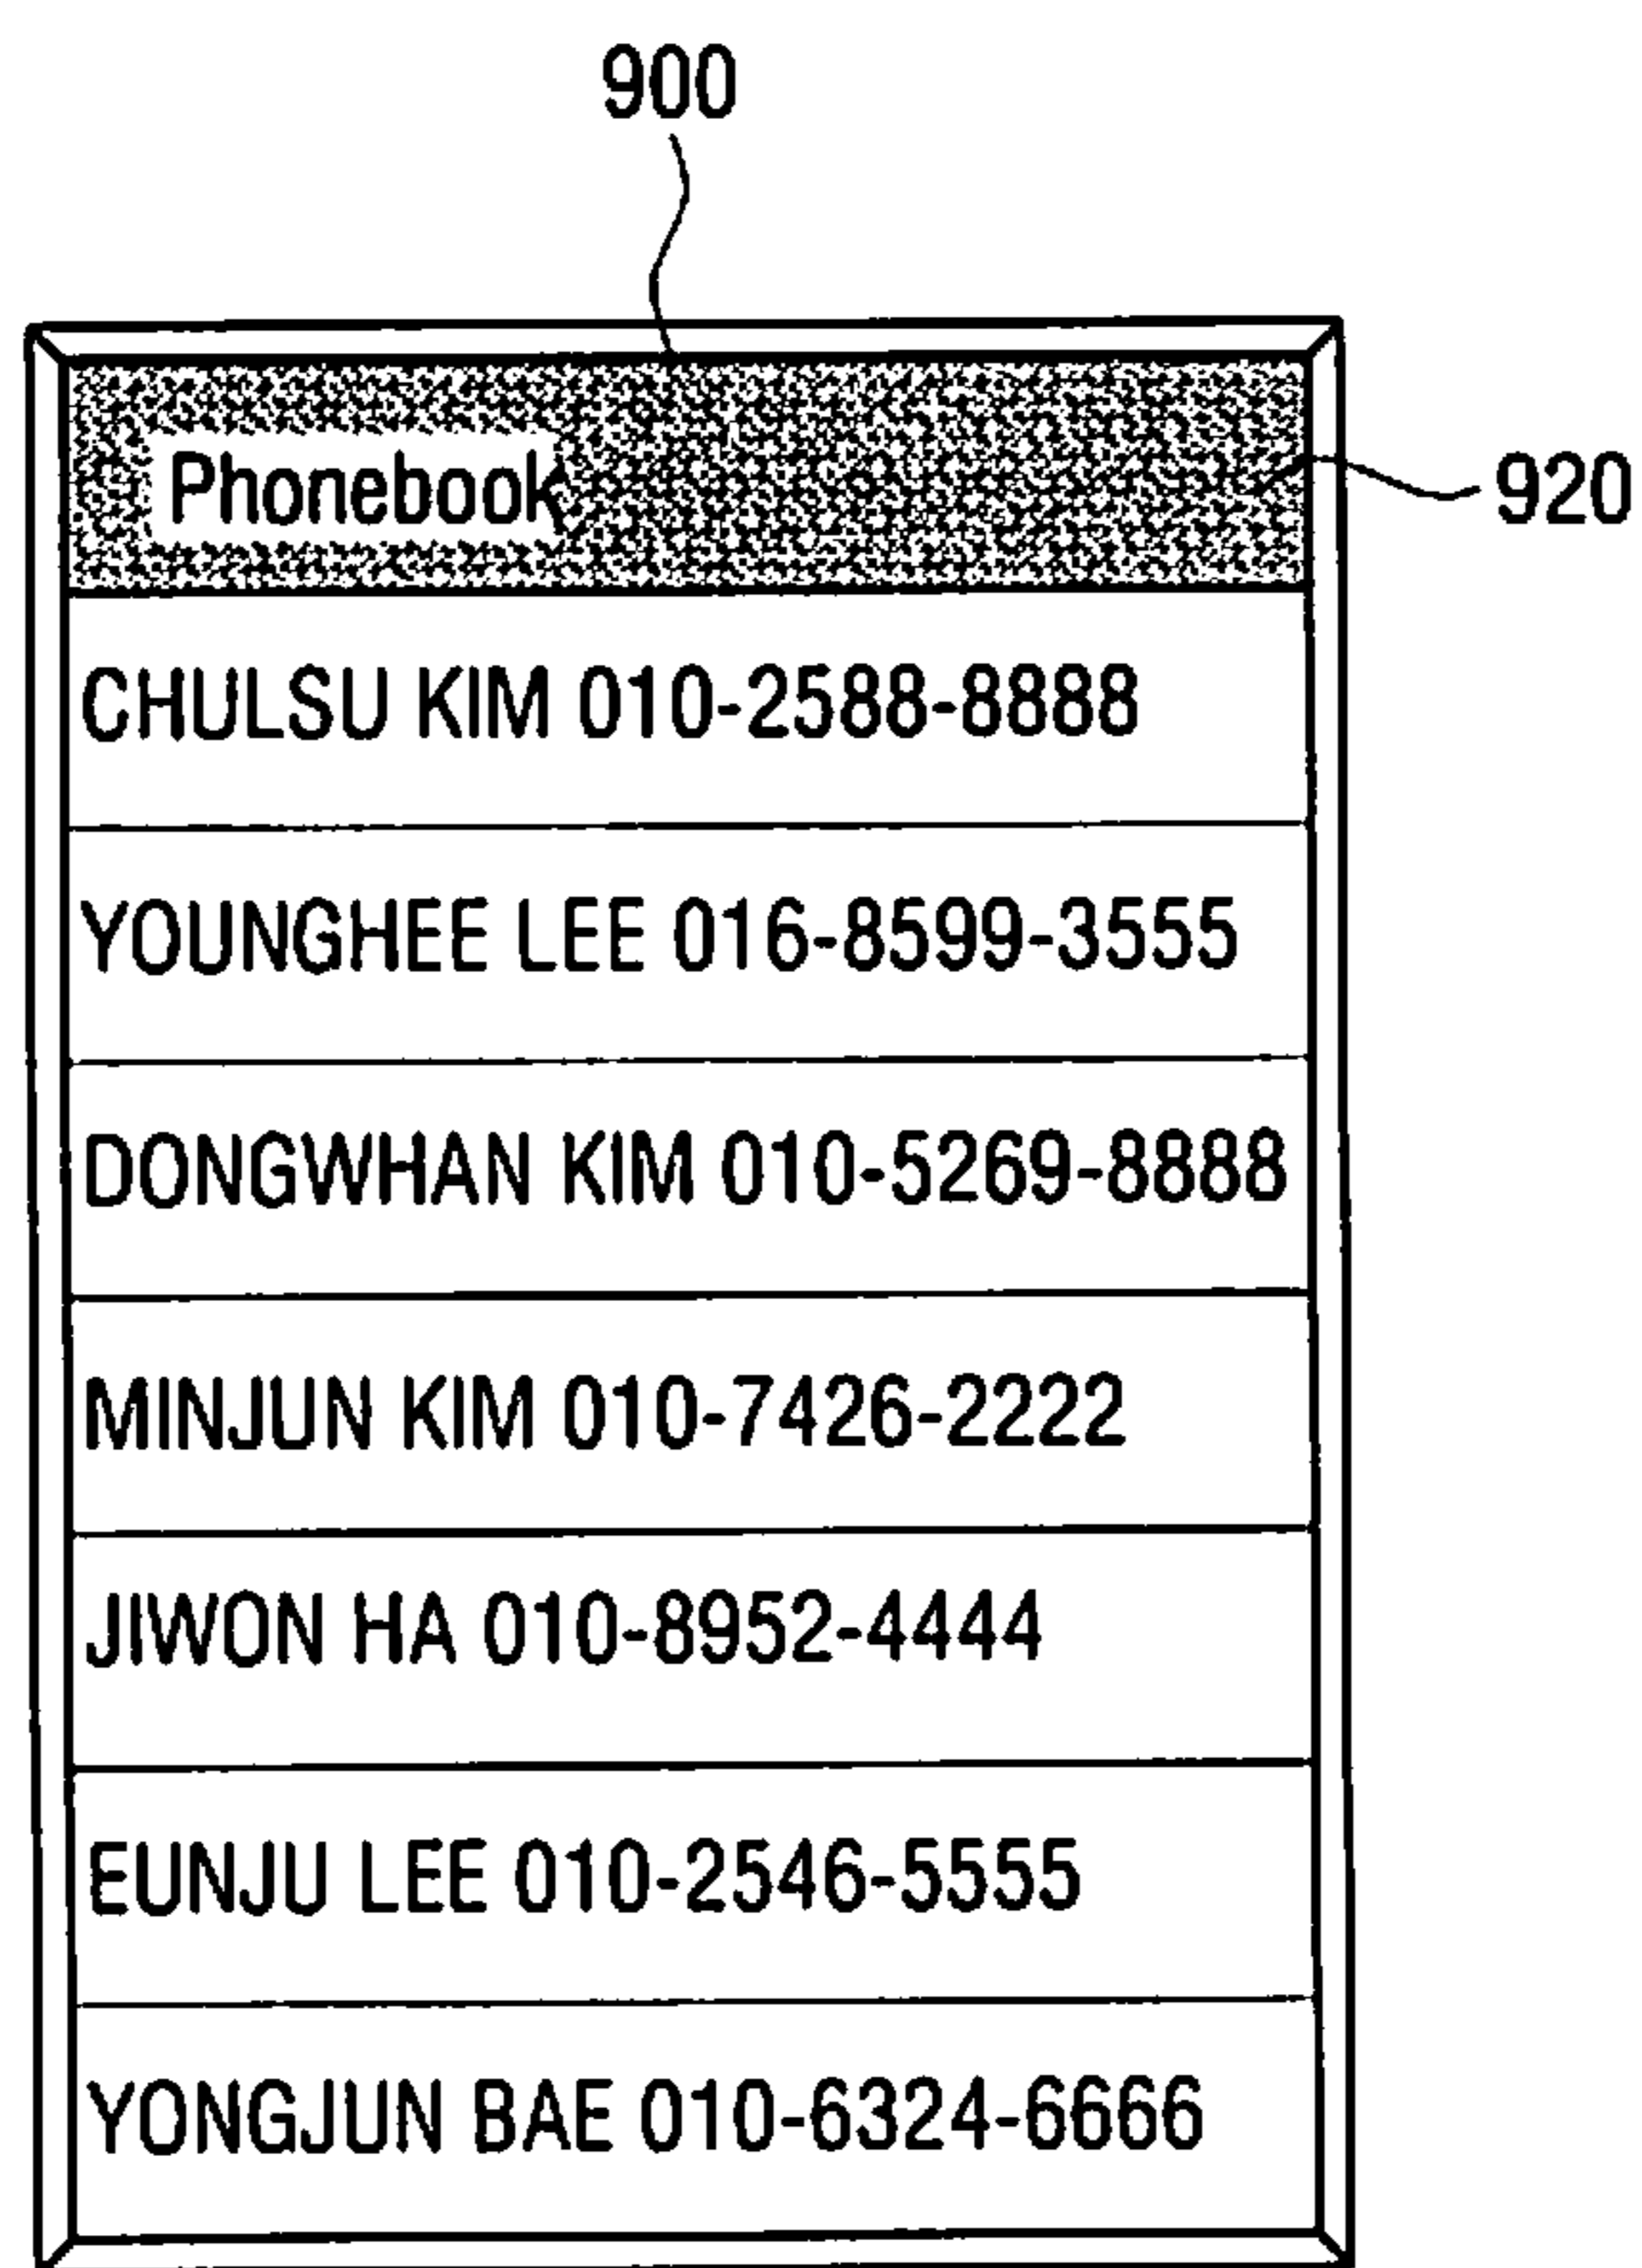 900
Phonebook
920
CHULSU KIM 010-2588-8888
YOUNGHEE LEE 016-8599-3555
DONGWHAN KIM 010-5269-8888
MINJUN KIM 010-7426-2222
JIWON HA 010-8952-4444
EUNJU LEE 010-2546-5555
YONGJUN BAE 010-6324-6666